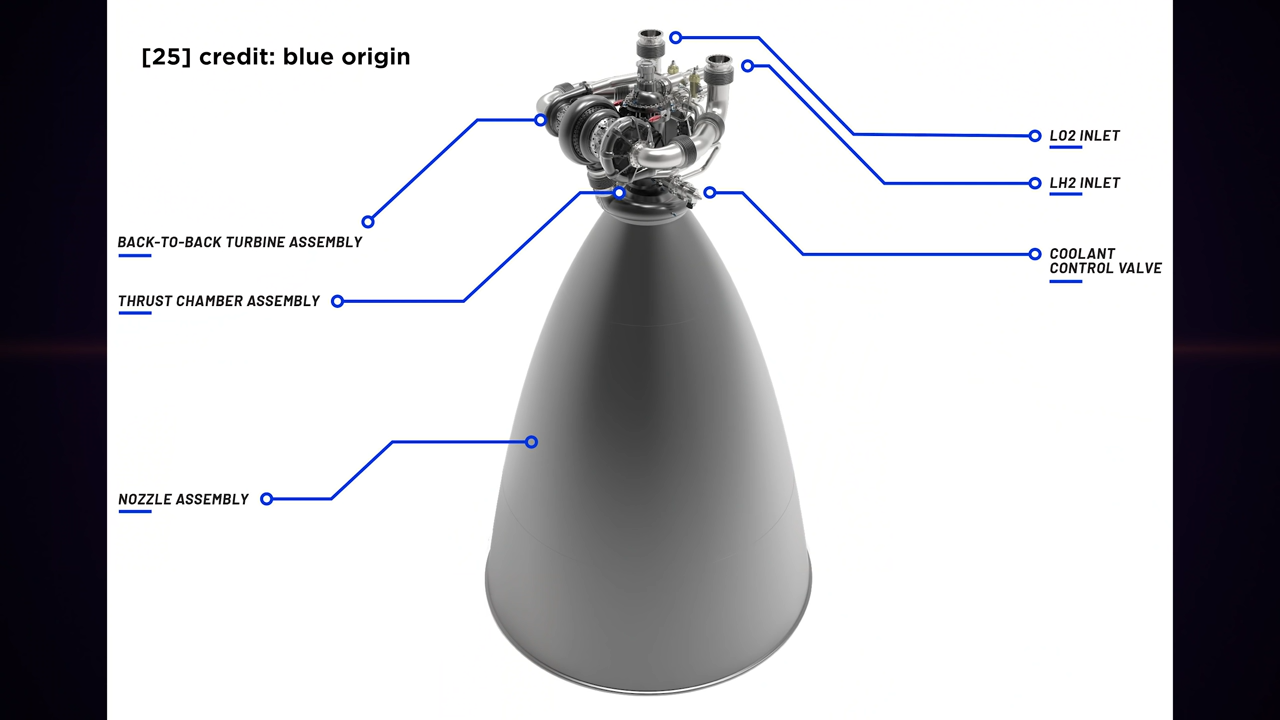 [25] credit: blue origin
LO2 INLET
LH2 INLET
BACK-TO-BACK TURBINE ASSEMBLY
COOLANT
CONTROL VALVE
THRUST CHAMBER ASSEMBLY
NOZZLE ASSEMBLY